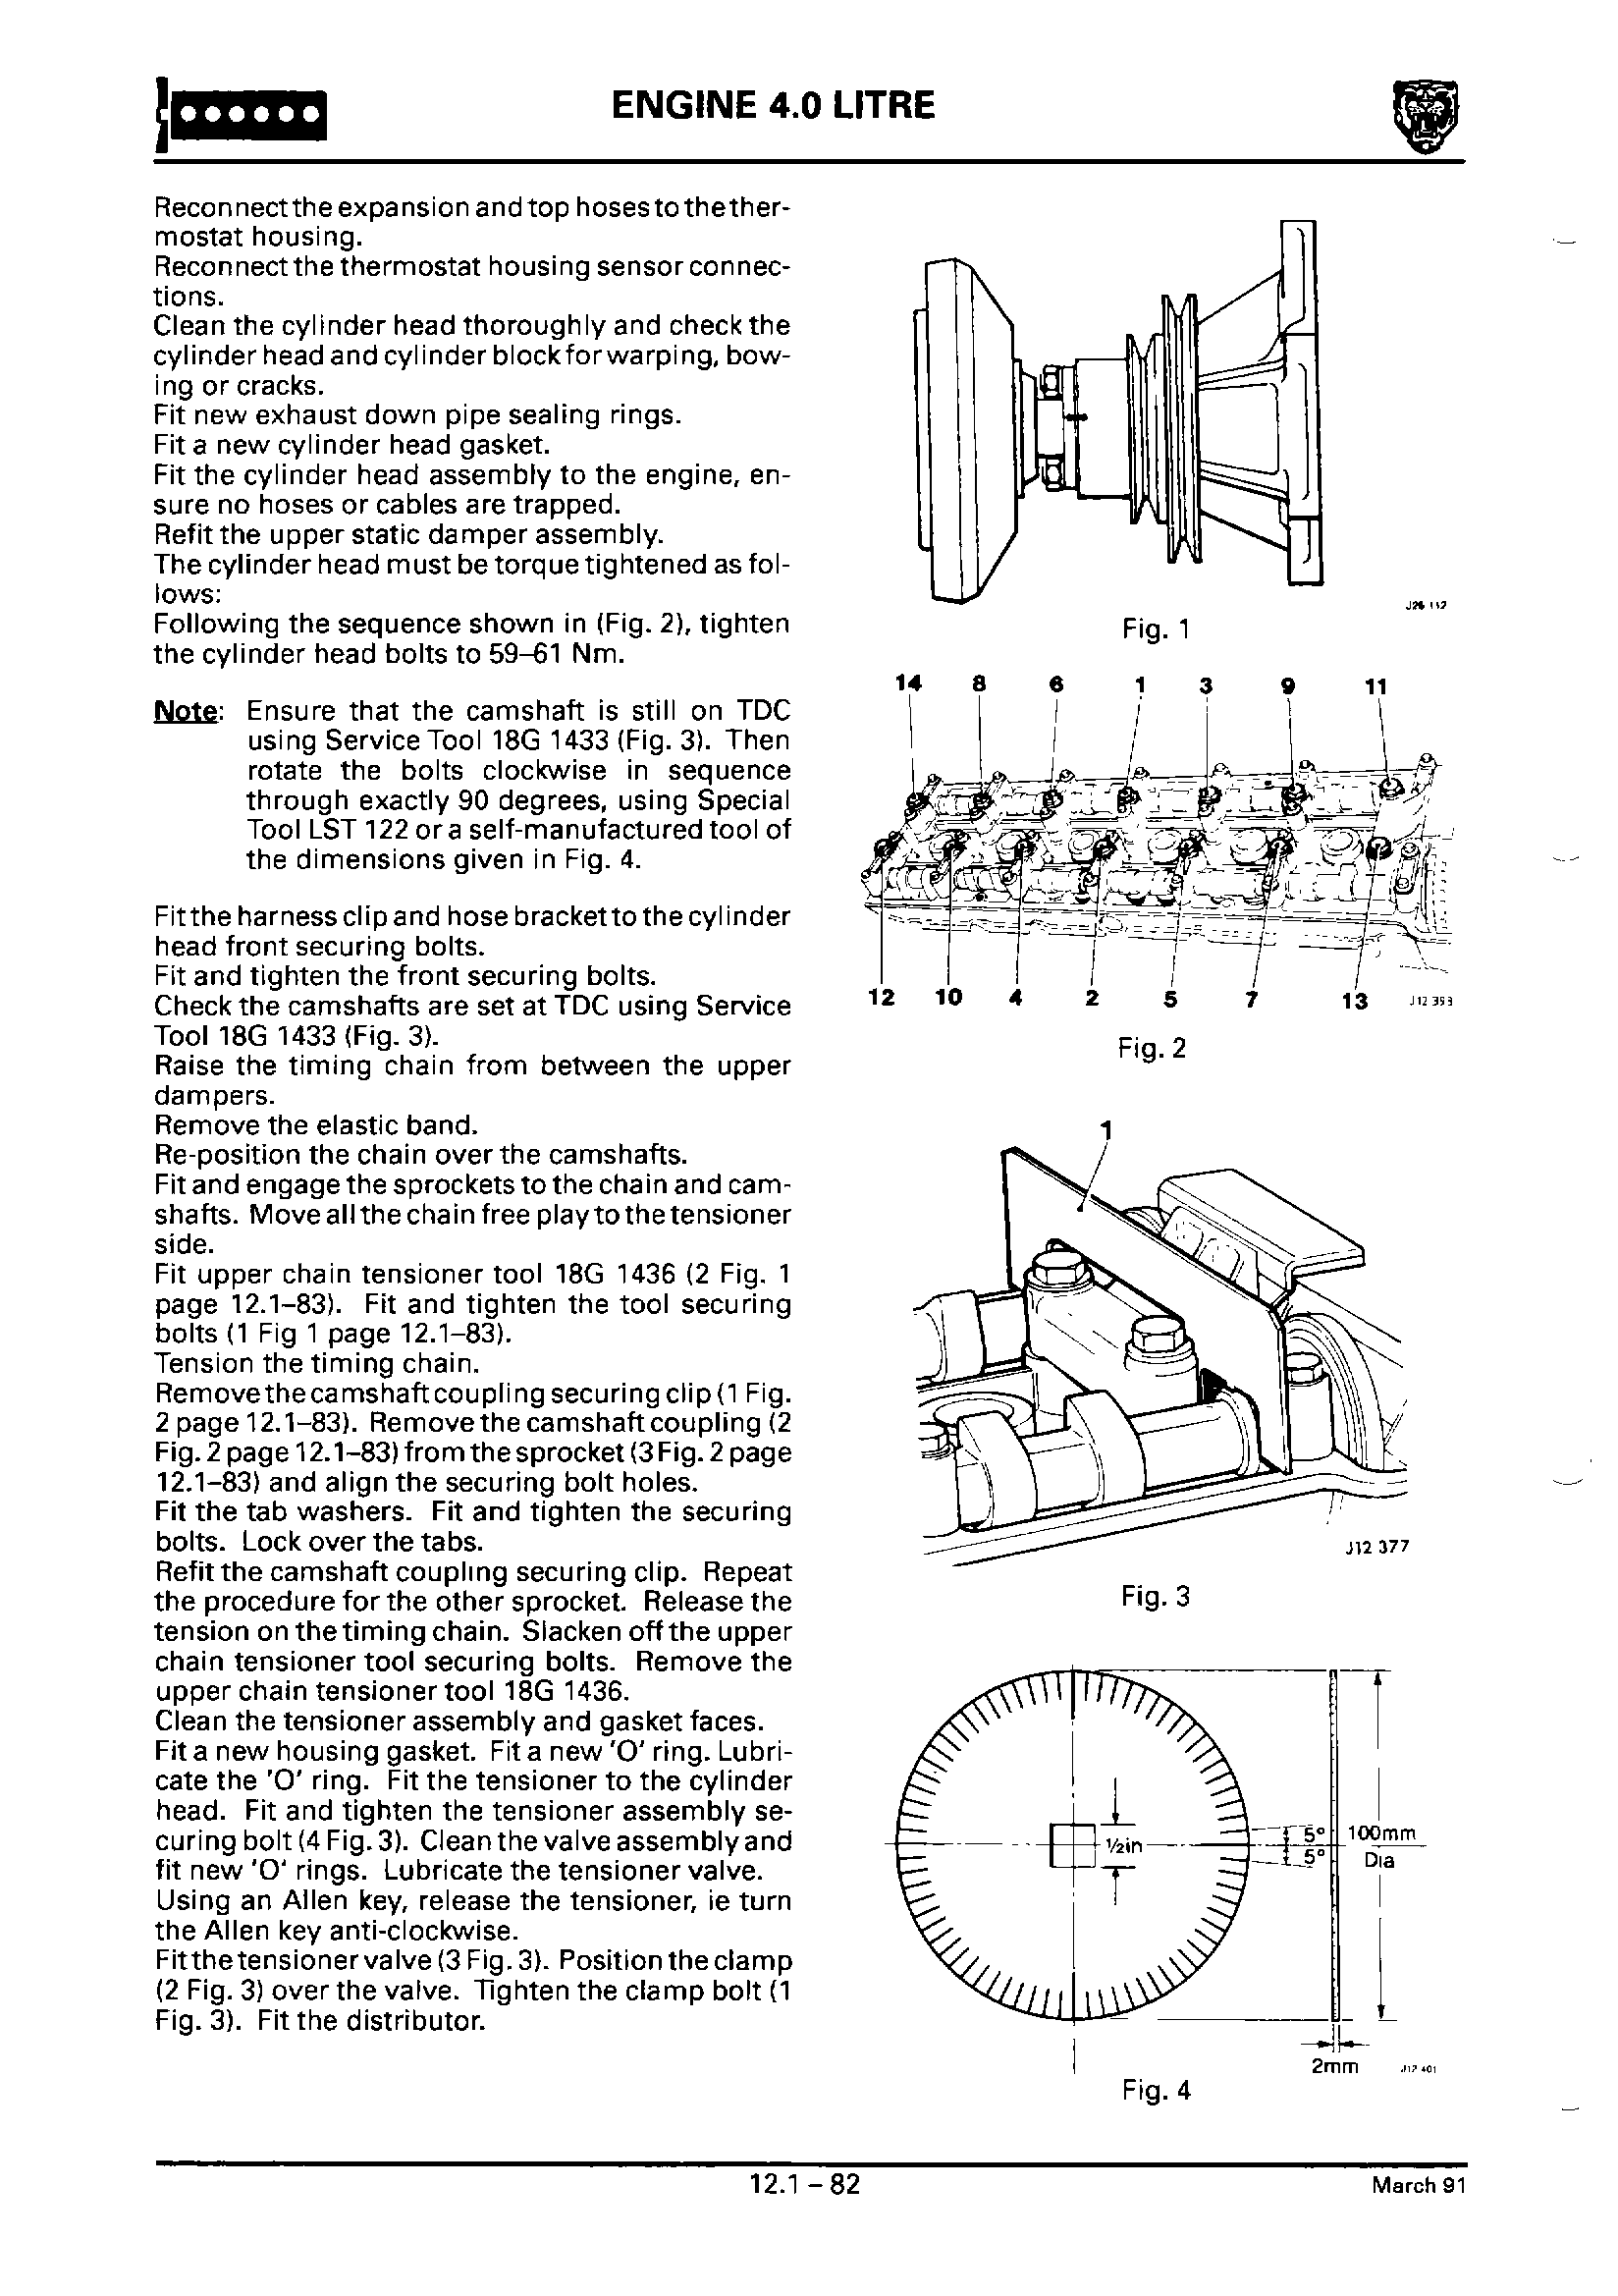 ENGINE 4.0 LITRE
Reconnect the expansion and top hoses to the ther-
mostat housing.
Reconnect the thermostat housing sensor connec-
tions.
Clean the cylinder head thoroughly and check the
cylinder head and cylinder block for warping, bow-
ing or cracks.
Fit new exhaust down pipe sealing rings.
Fit a new cylinder head gasket.
Fit the cylinder head assembly to the engine, en-
sure no hoses or cables are trapped.
Refit the upper static damper assembly.
The cylinder head must be torque tightened as fol-
lows:
Following the sequence shown in (Fig. 2), tighten
the cylinder head bolts to 59–61 Nm.
Note: Ensure that the camshaft is still on TDC
using Service Tool 18G 1433 (Fig. 3). Then
rotate the bolts clockwise in sequence
through exactly 90 degrees, using Special
Tool LST 122 or a self-manufactured tool of
the dimensions given in Fig. 4.
Fit the harness clip and hose bracket to the cylinder
head front securing bolts.
Fit and tighten the front securing bolts.
Check the camshafts are set at TDC using Service
Tool 18G 1433 (Fig. 3).
Raise the timing chain from between the upper
dampers.
Remove the elastic band.
Re-position the chain over the camshafts.
Fit and engage the sprockets to the chain and cam-
shafts. Move all the chain free play to the tensioner
side.
Fit upper chain tensioner tool 18G 1436 (2 Fig. 1
page 12.1–83). Fit and tighten the tool securing
bolts (1 Fig 1 page 12.1–83).
Tension the timing chain.
Remove the camshaft coupling securing clip (1 Fig.
2 page 12.1–83). Remove the camshaft coupling (2
Fig. 2 page 12.1–83) from the sprocket (3 Fig. 2 page
12.1–83) and align the securing bolt holes.
Fit the tab washers. Fit and tighten the securing
bolts. Lock over the tabs.
Refit the camshaft coupling securing clip. Repeat
the procedure for the other sprocket. Release the
tension on the timing chain. Slacken off the upper
chain tensioner tool securing bolts. Remove the
upper chain tensioner tool 18G 1436.
Clean the tensioner assembly and gasket faces.
Fit a new housing gasket. Fit a new 'O' ring. Lubri-
cate the 'O' ring. Fit the tensioner to the cylinder
head. Fit and tighten the tensioner assembly se-
curing bolt (4 Fig. 3). Clean the valve assembly and
fit new 'O' rings. Lubricate the tensioner valve.
Using an Allen key, release the tensioner, ie turn
the Allen key anti-clockwise.
Fit the tensioner valve (3 Fig. 3). Position the clamp
(2 Fig. 3) over the valve. Tighten the clamp bolt (1
Fig. 3). Fit the distributor.
Fig. 1
14 8 6 1 3 9 11
12 10 4 2 5 7 13
J12 393
Fig. 2
1
J12 377
Fig. 3
½in
5°
5°
100mm
Dia
2mm
J12 401
Fig. 4
12.1 – 82
March 91